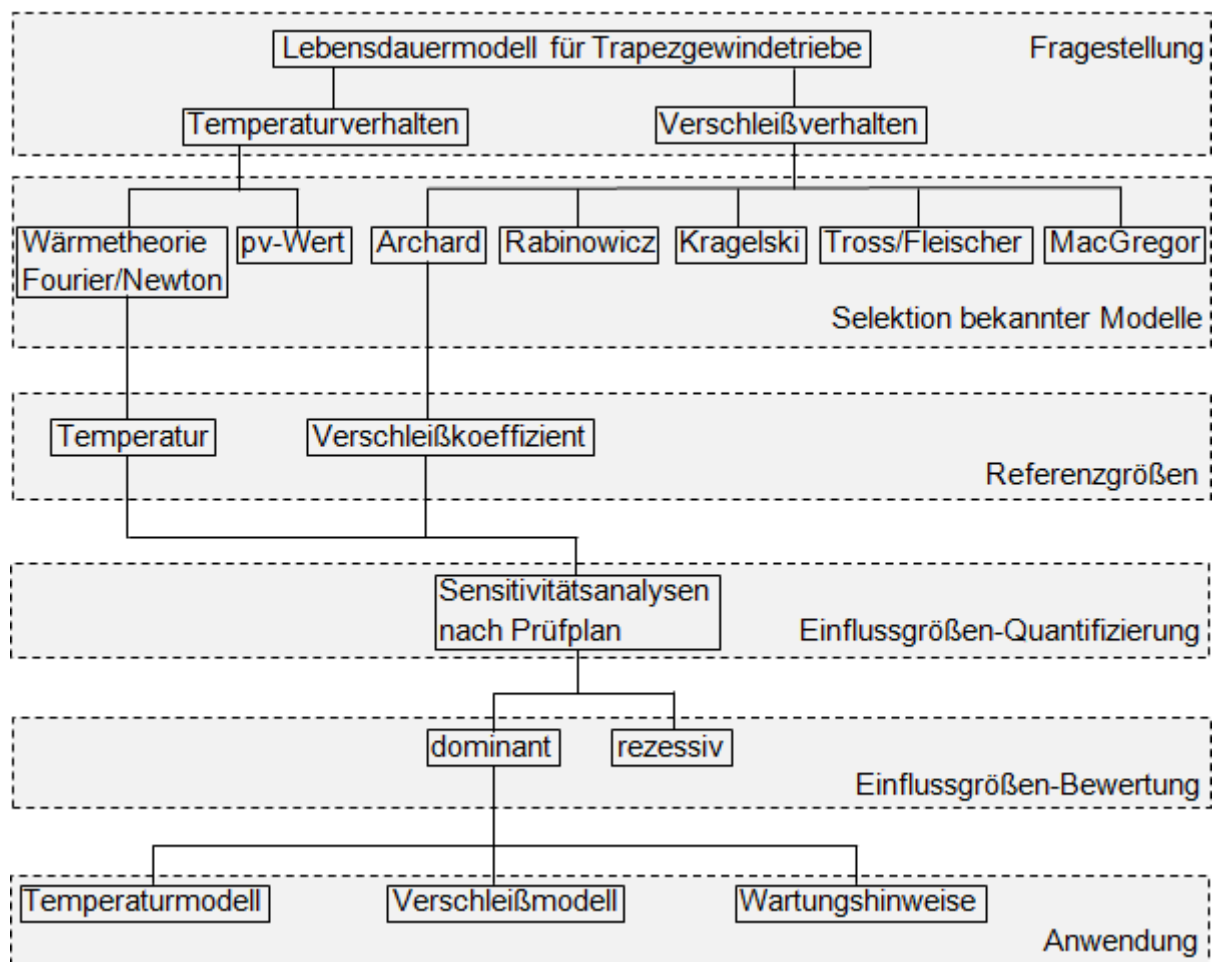 Lebensdauermodell für Trapezgewindetriebe
Fragestellung
Temperaturverhalten
Verschleißverhalten
Wärmetheorie
Fourier/Newton
pv-Wert
Archard
Rabinowicz
Kragelski
Tross/Fleischer
MacGregor
Selektion bekannter Modelle
Temperatur
Verschleißkoeffizient
Referenzgrößen
Sensitivitätsanalysen
nach Prüfplan
Einflussgrößen-Quantifizierung
dominant
rezessiv
Einflussgrößen-Bewertung
Temperaturmodell
Verschleißmodell
Wartungshinweise
Anwendung